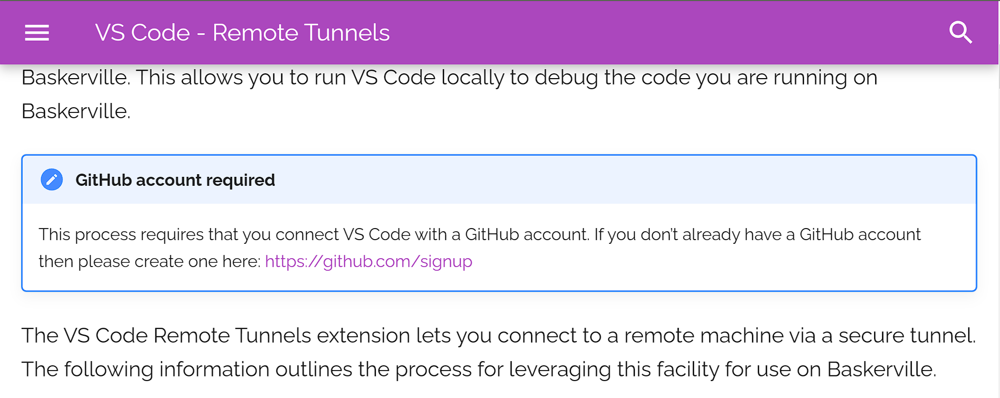 VS Code - Remote Tunnels
Baskerville. This allows you to run VS Code locally to debug the code you are running on
Baskerville.
GitHub account required
This process requires that you connect VS Code with a GitHub account. If you don't already have a GitHub account
then please create one here: https://github.com/signup
The VS Code Remote Tunnels extension lets you connect to a remote machine via a secure tunnel.
The following information outlines the process for leveraging this facility for use on Baskerville.